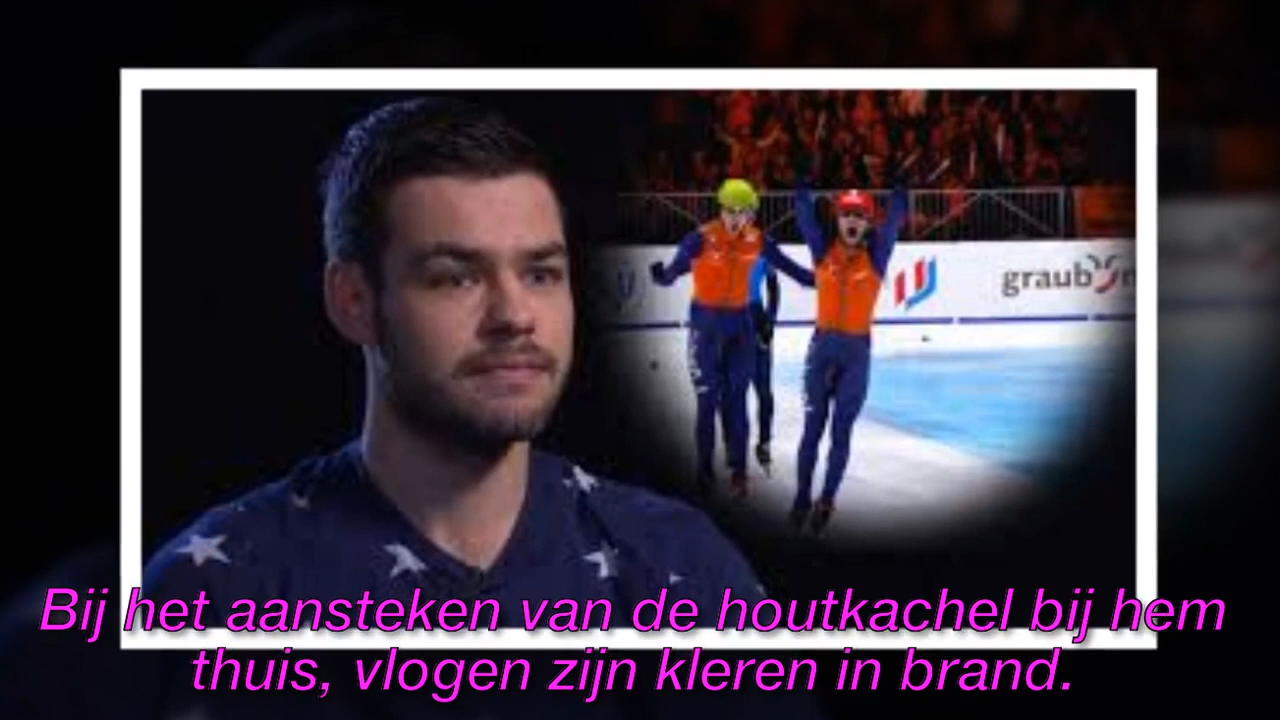 graub
Bij het aansteken van de houtkachel bij hem
thuis, vlogen zijn kleren in brand.